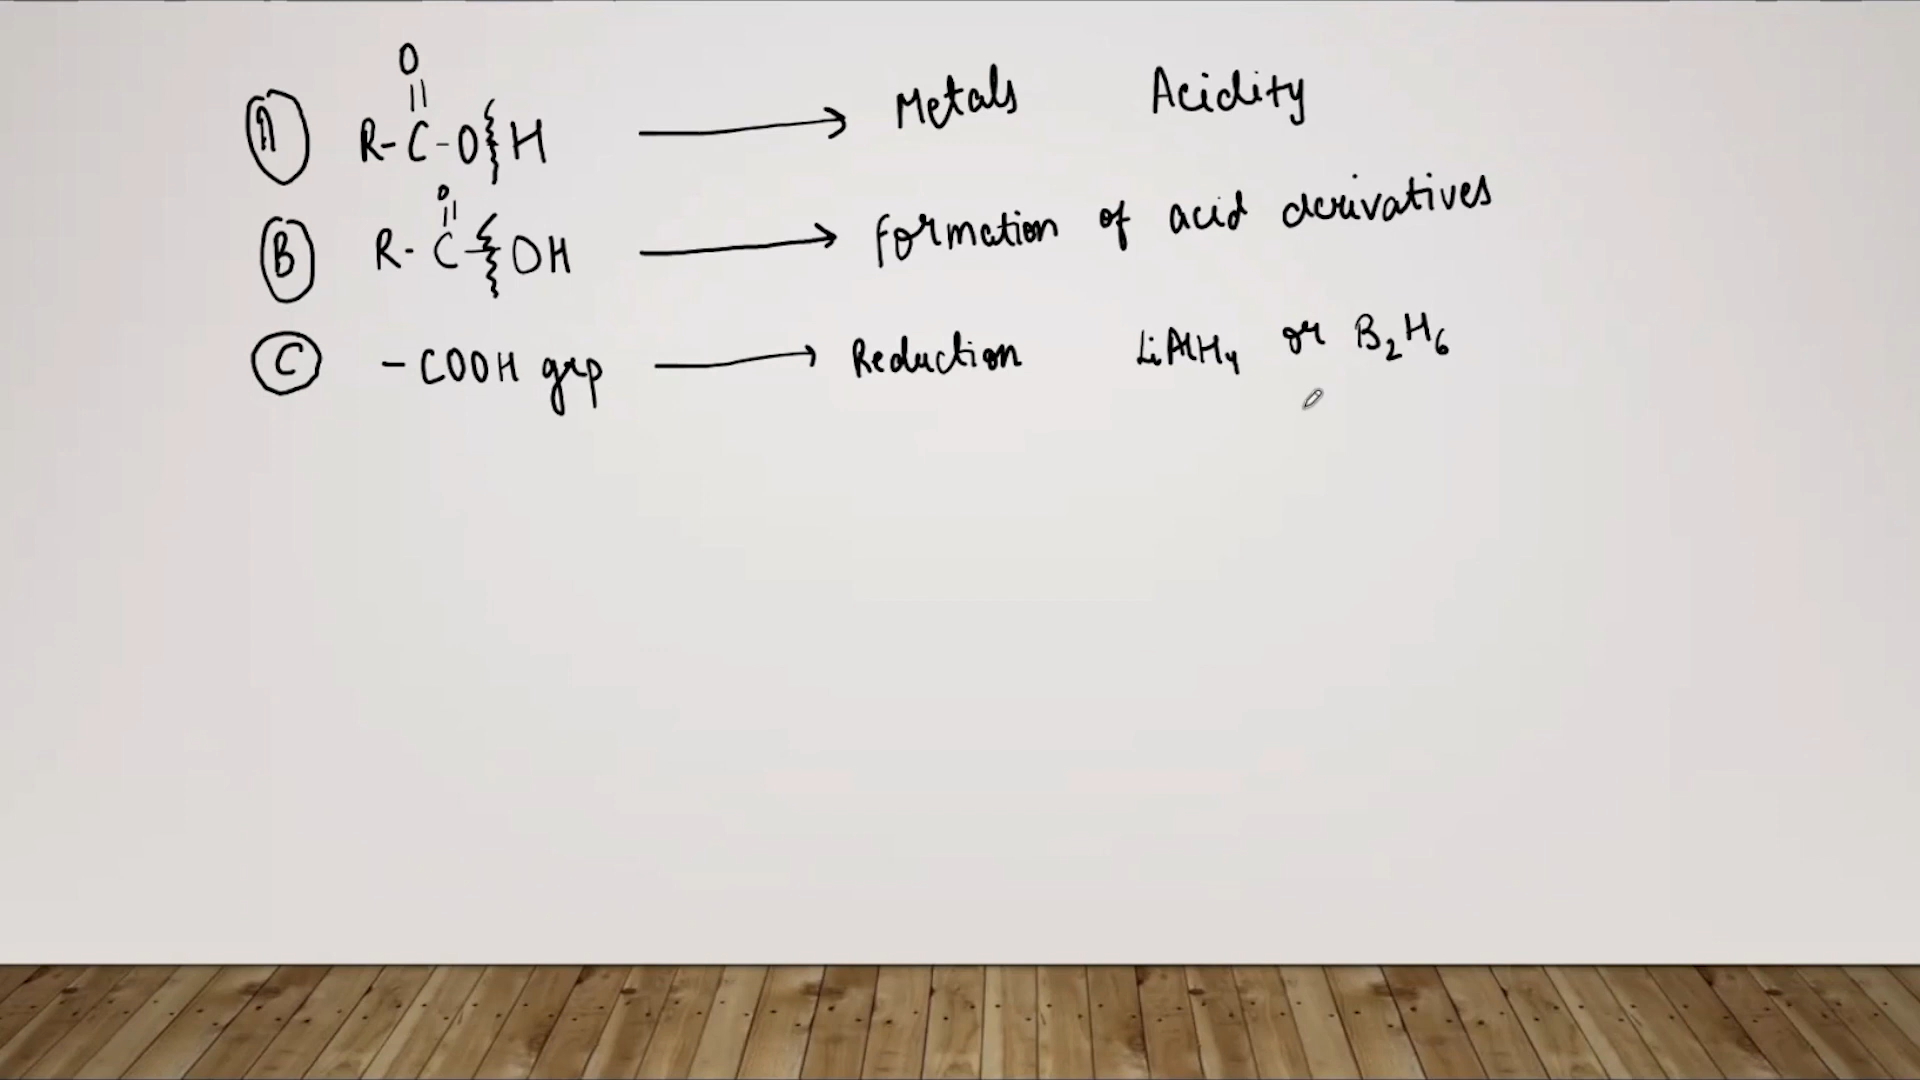 O
||
(A) R-C-O⌇H → Metals Acidity
O
||
(B) R-C-⌇OH → Formation of acid derivatives
(C) -COOH grp → Reduction LiAlH4 or B2H6